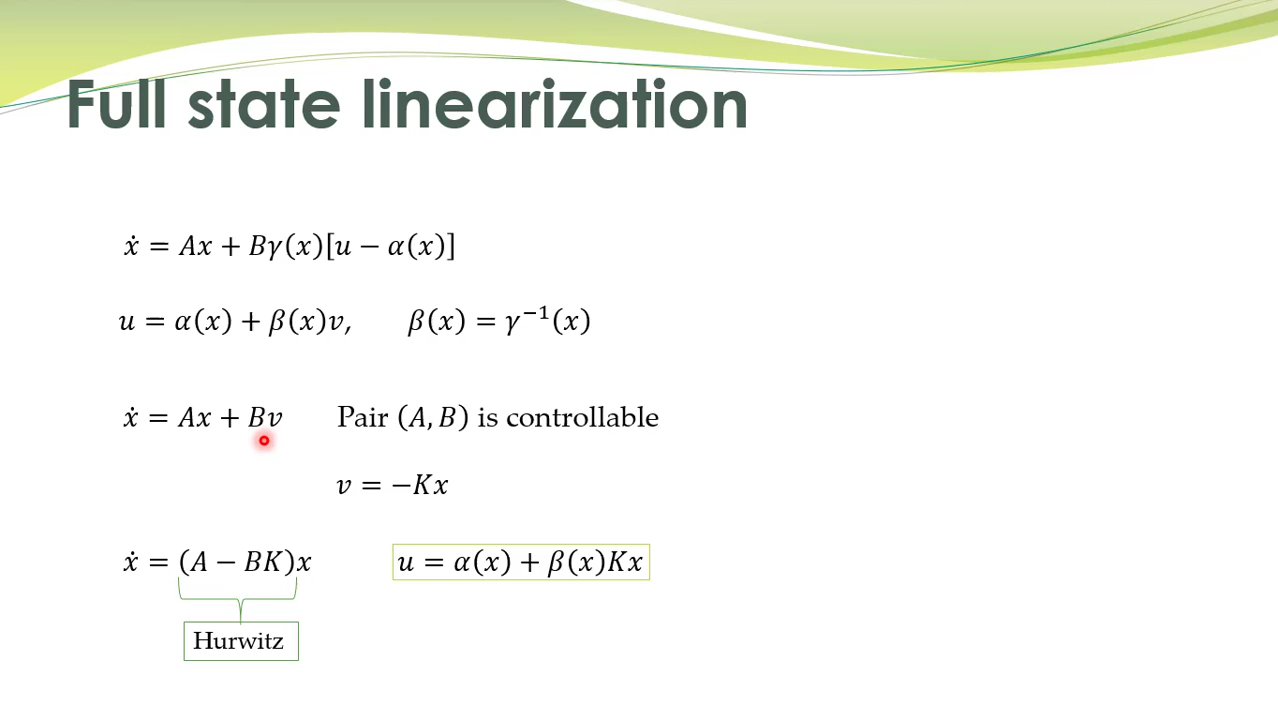 Full state linearization
ẋ = Ax + Bγ(x)[u − α(x)]
u = α(x) + β(x)v,    β(x) = γ⁻¹(x)
ẋ = Ax + Bv    Pair (A, B) is controllable
v = −Kx
ẋ = (A − BK)x    u = α(x) + β(x)Kx
Hurwitz